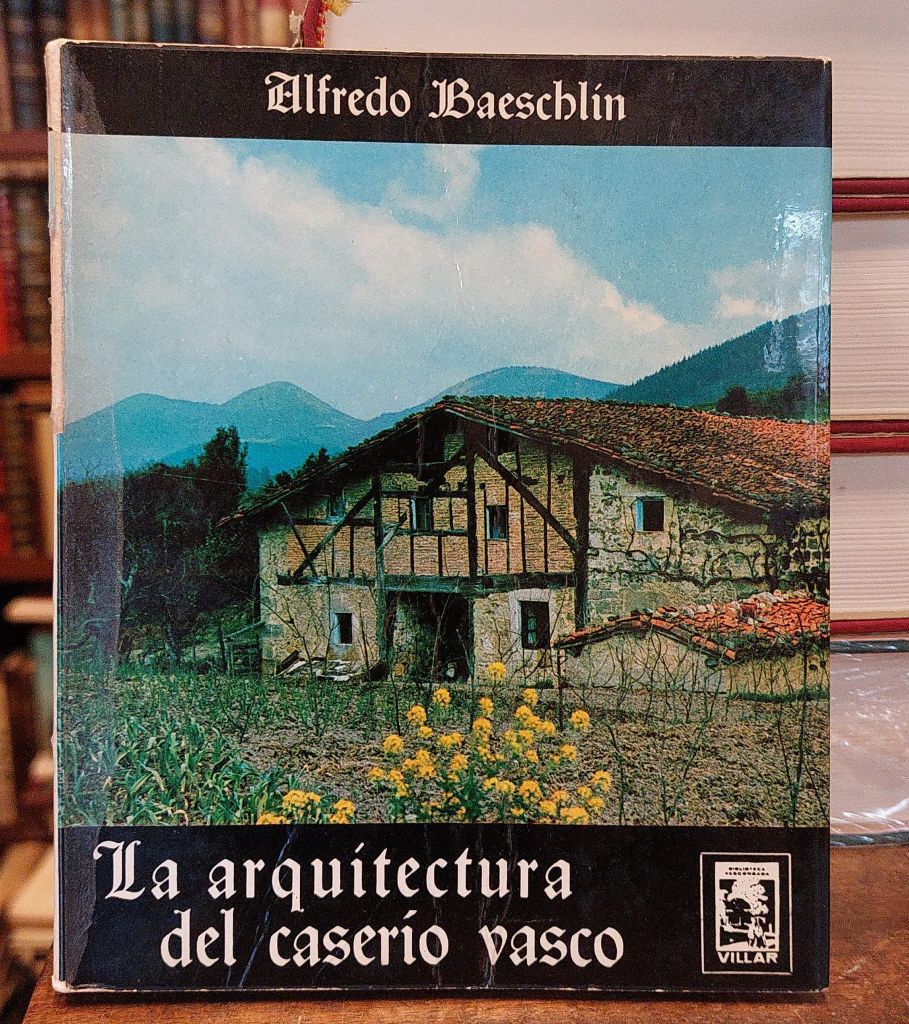 Alfredo Baeschlin
La arquitectura
del caserío vasco
BIBLIOTECA
VASCONGADA
VILLAR